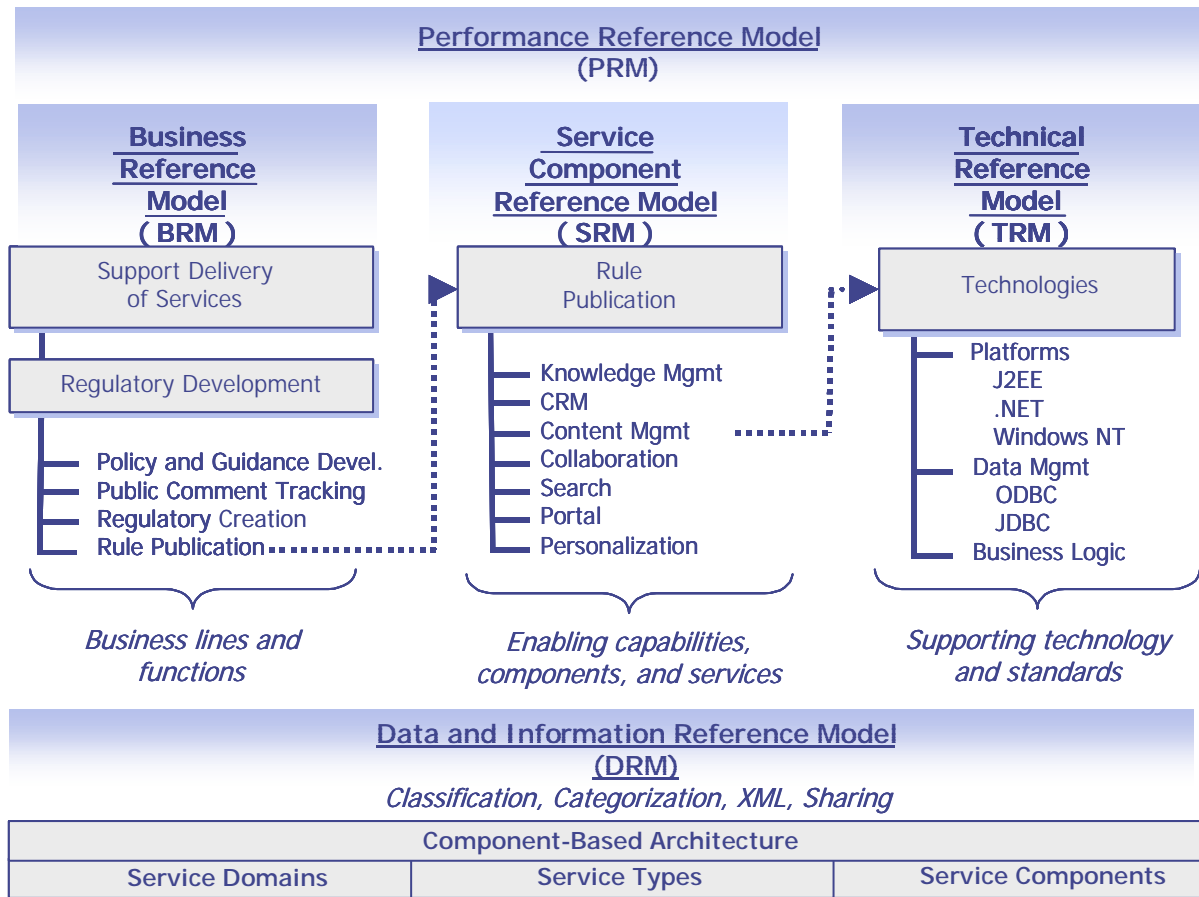 Performance Reference Model
(PRM)
Business
Reference
Model
( BRM )
Support Delivery
of Services
Regulatory Development
Policy and Guidance Devel.
Public Comment Tracking
Regulatory Creation
Rule Publication
Business lines and
functions
Service
Component
Reference Model
( SRM )
Rule
Publication
Knowledge Mgmt
CRM
Content Mgmt
Collaboration
Search
Portal
Personalization
Enabling capabilities,
components, and services
Technical
Reference
Model
( TRM )
Technologies
Platforms
J2EE
.NET
Windows NT
Data Mgmt
ODBC
JDBC
Business Logic
Supporting technology
and standards
Data and Information Reference Model
(DRM)
Classification, Categorization, XML, Sharing
Component-Based Architecture
Service Domains
Service Types
Service Components